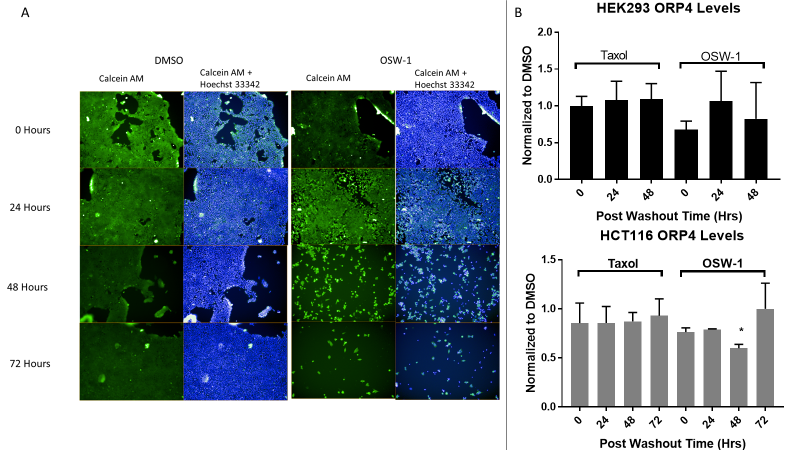 A
DMSO
OSW-1
Calcein AM
Calcein AM +
Hoechst 33342
Calcein AM
Calcein AM +
Hoechst 33342
0 Hours
24 Hours
48 Hours
72 Hours
B
HEK293 ORP4 Levels
Normalized to DMSO
2.0
1.5
1.0
0.5
0.0
Taxol
OSW-1
0 24 48 0 24 48
Post Washout Time (Hrs)
HCT116 ORP4 Levels
Normalized to DMSO
1.5
1.0
0.5
0.0
Taxol
OSW-1
*
0 24 48 72 0 24 48 72
Post Washout Time (Hrs)